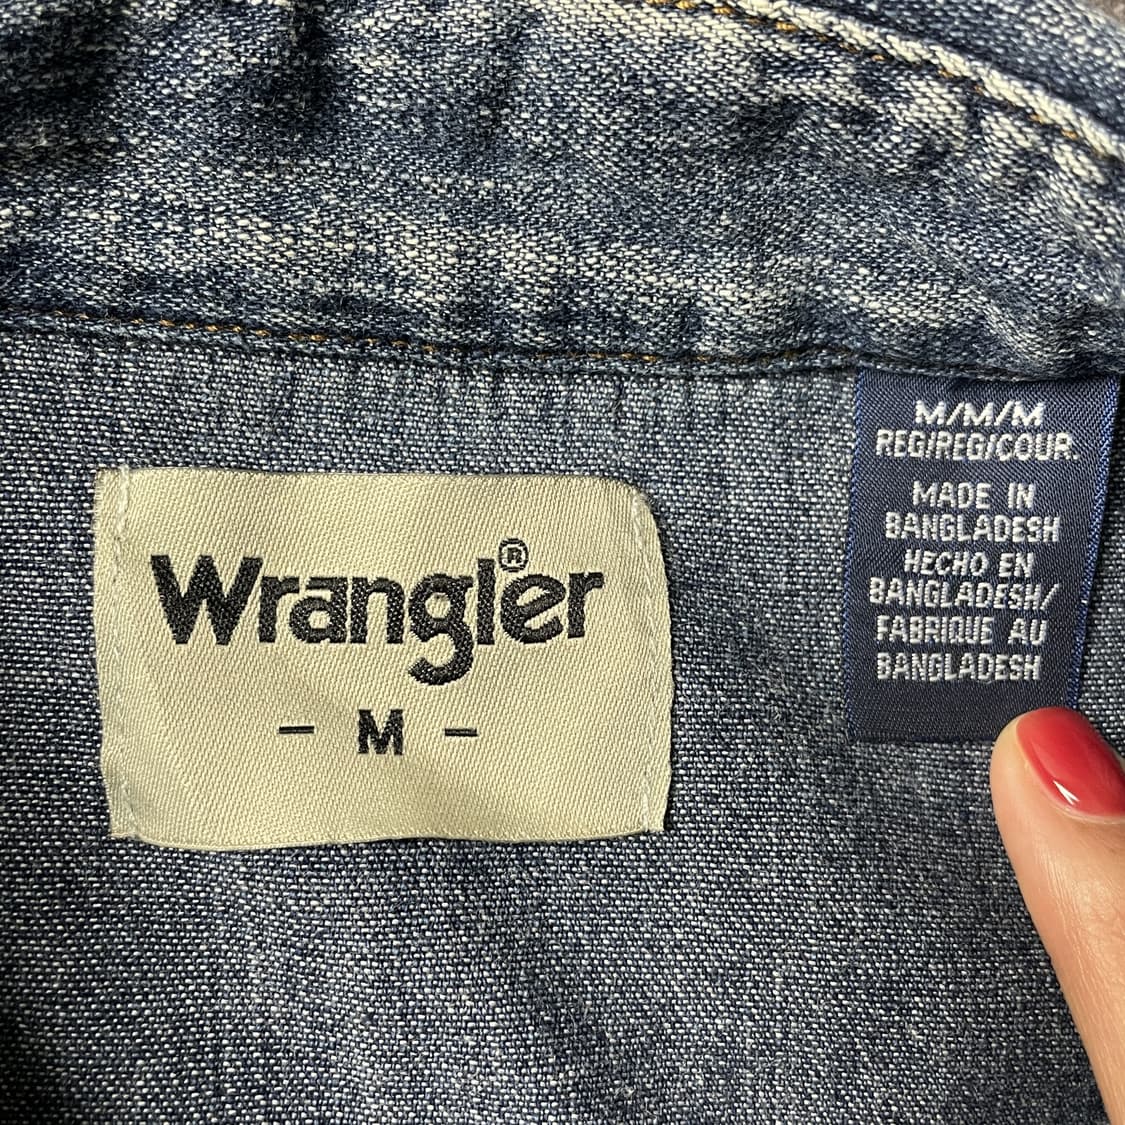 Wrangler®
- M -
M/M/M
REG/REG/COUR.
MADE IN
BANGLADESH
HECHO EN
BANGLADESH/
FABRIQUE AU
BANGLADESH